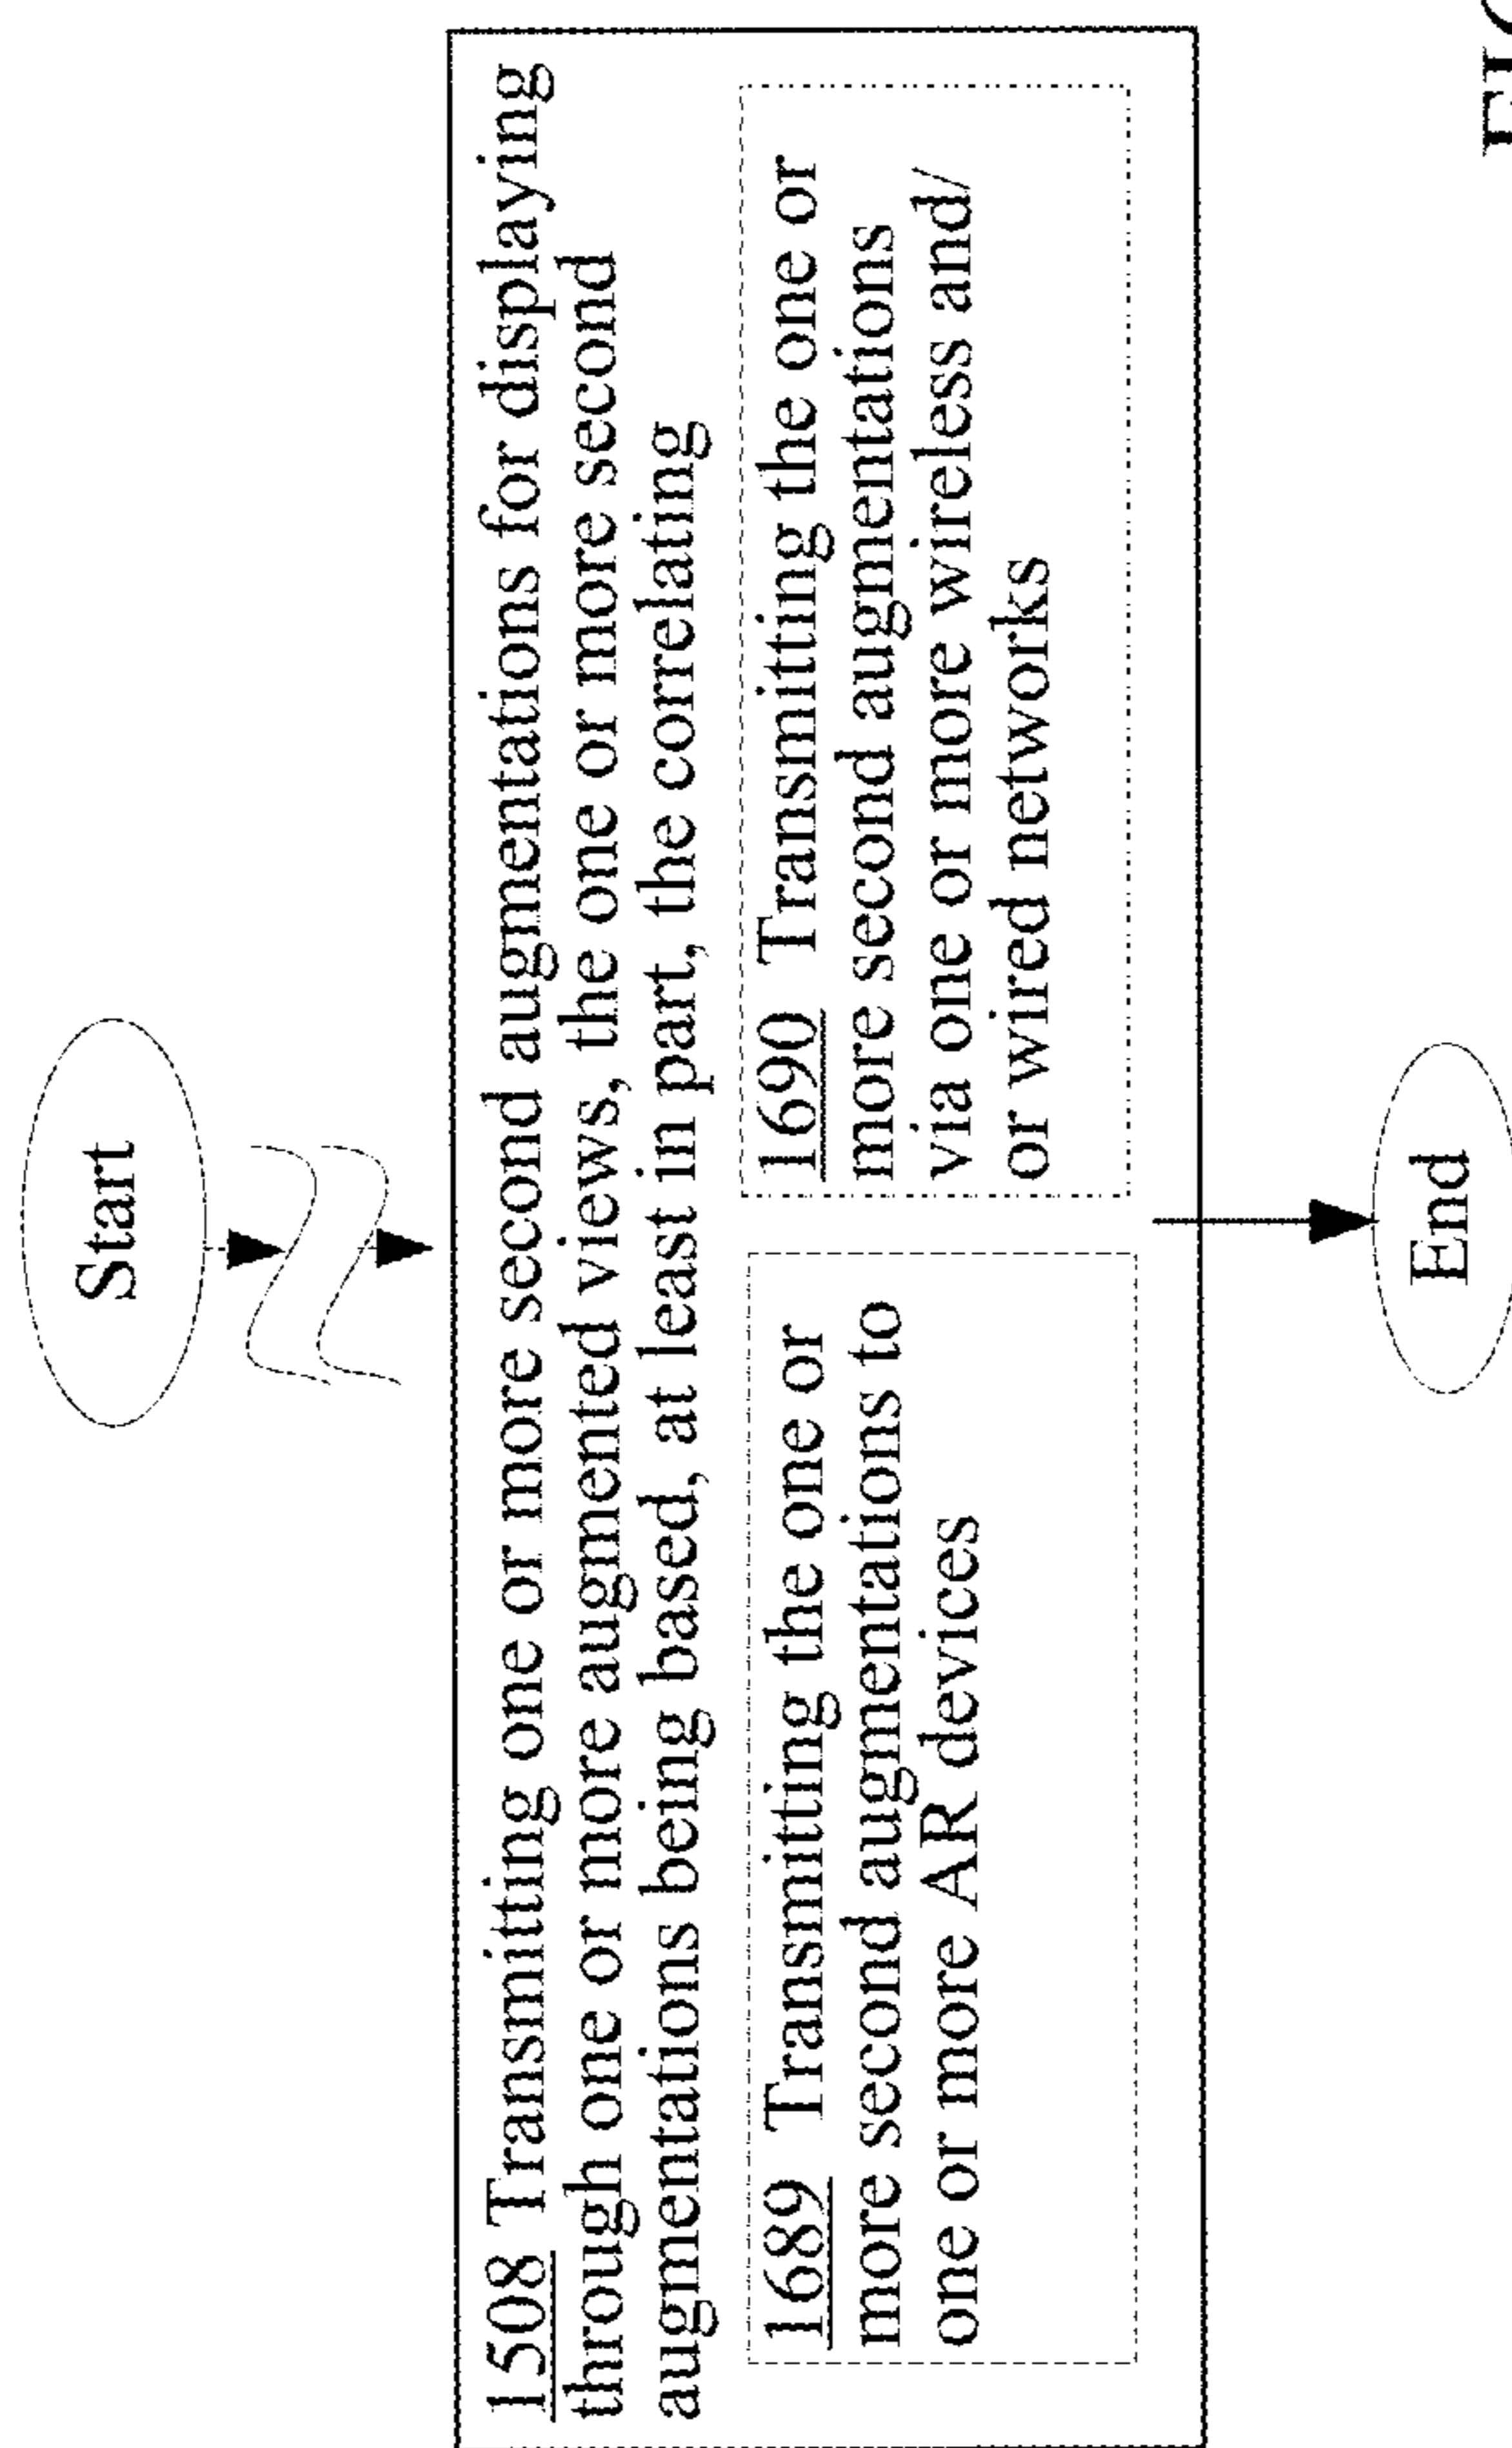 Start
1508 Transmitting one or more second augmentations for displaying
through one or more augmented views, the one or more second
augmentations being based, at least in part, the correlating
1689 Transmitting the one or
more second augmentations to
one or more AR devices
1690 Transmitting the one or
more second augmentations
via one or more wireless and/
or wired networks
End